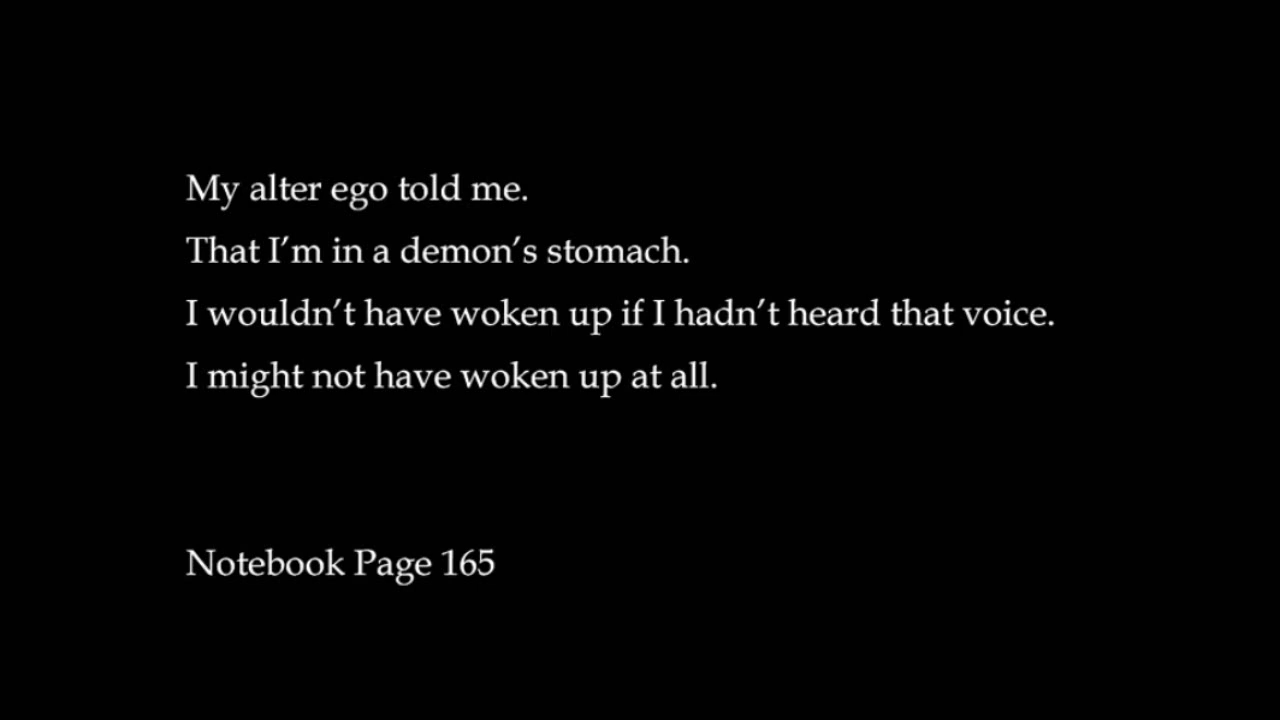 My alter ego told me.
That I’m in a demon’s stomach.
I wouldn’t have woken up if I hadn’t heard that voice.
I might not have woken up at all.
Notebook Page 165